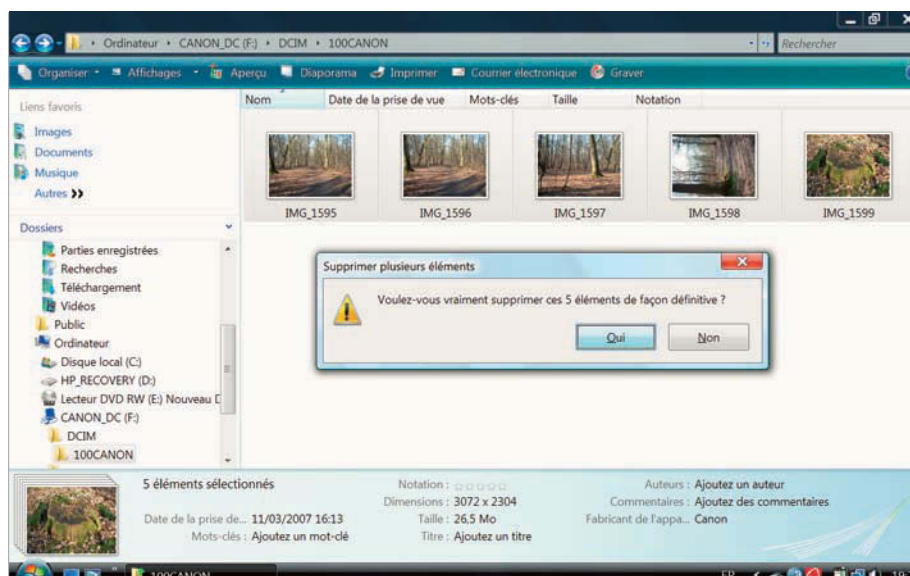 Ordinateur ▸ CANON_DC (F:) ▸ DCIM ▸ 100CANON
Rechercher
Organiser Affichages Aperçu Diaporama Imprimer Courrier électronique Graver
Liens favoris
Images
Documents
Musique
Autres
Dossiers
Parties enregistrées
Recherches
Téléchargement
Vidéos
Public
Ordinateur
Disque local (C:)
HP_RECOVERY (D:)
Lecteur DVD RW (E:) Nouveau
CANON_DC (F:)
DCIM
100CANON
Nom Date de la prise de vue Mots-clés Taille Notation
IMG_1595 IMG_1596 IMG_1597 IMG_1598 IMG_1599
Supprimer plusieurs éléments
Voulez-vous vraiment supprimer ces 5 éléments de façon définitive ?
Oui Non
5 éléments sélectionnés
Date de la prise de... 11/03/2007 16:13
Mots-clés : Ajoutez un mot-clé
Notation :
Dimensions : 3072 x 2304
Taille : 26,5 Mo
Titre : Ajoutez un titre
Auteurs : Ajoutez un auteur
Commentaires : Ajoutez des commentaires
Fabricant de l'appa... Canon
100CANON
FR